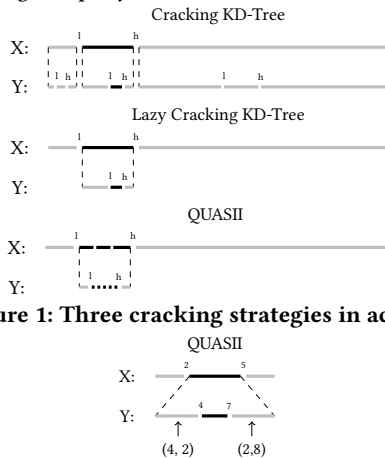 Cracking KD-Tree
X: l h
Y: l h l h l h
Lazy Cracking KD-Tree
X: l h
Y: l h
QUASII
X: l h
Y: l h
ure 1: Three cracking strategies in ac
QUASII
X: 2 5
Y: 4 7
(4, 2) (2,8)